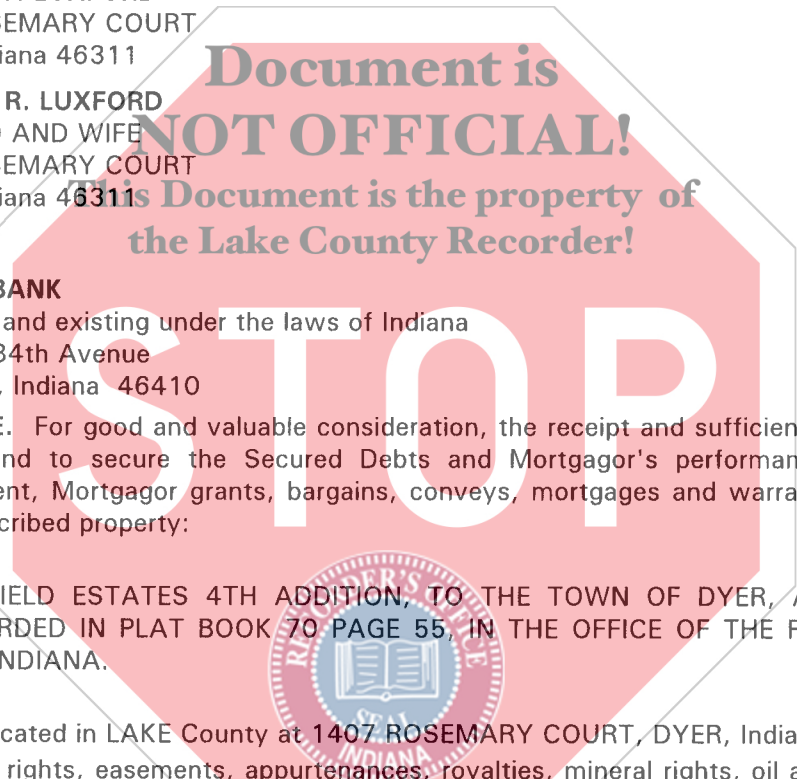 SEMARY COURT
iana 46311
R. LUXFORD
AND WIFE
EMARY COURT
iana 46311
Document is
NOT OFFICIAL!
This Document is the property of
the Lake County Recorder!
BANK
and existing under the laws of Indiana
34th Avenue
, Indiana 46410
E. For good and valuable consideration, the receipt and sufficien
nd to secure the Secured Debts and Mortgagor's performan
ent, Mortgagor grants, bargains, conveys, mortgages and warra
cribed property:
STOP
IELD ESTATES 4TH ADDITION, TO THE TOWN OF DYER, A
RDED IN PLAT BOOK 70 PAGE 55, IN THE OFFICE OF THE R
INDIANA.
RECORDER'S OFFICE
SEAL
INDIANA
cated in LAKE County at 1407 ROSEMARY COURT, DYER, India
rights, easements, appurtenances, royalties, mineral rights, oil a